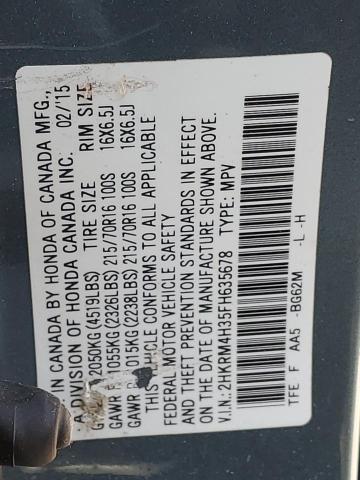 IN CANADA BY HONDA OF CANADA MFG.,
A DIVISION OF HONDA CANADA INC. 02/15
2050KG (4519LBS) TIRE SIZE RIM SIZE
GAWR 1055KG (2326LBS) 215/70R16 100S 16X6.5J
GAWR 1015KG (2238LBS) 215/70R16 100S 16X6.5J
THIS VEHICLE CONFORMS TO ALL APPLICABLE
FEDERAL MOTOR VEHICLE SAFETY
AND THEFT PREVENTION STANDARDS IN EFFECT
ON THE DATE OF MANUFACTURE SHOWN ABOVE.
V.I.N.: 2HKRM4H35FH635678 TYPE: MPV
TFE F AA5 -BG62M -L -H